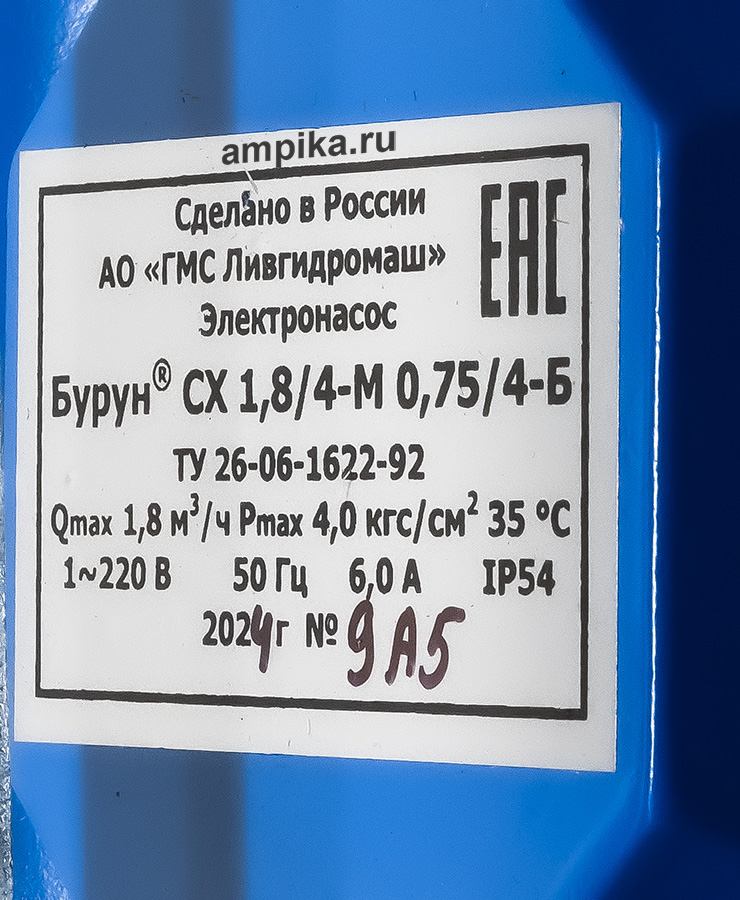 ampika.ru
Сделано в России
ЕАС
АО «ГМС Ливгидромаш»
Электронасос
Бурун® СХ 1,8/4-М 0,75/4-Б
ТУ 26-06-1622-92
Qmax 1,8 м³/ч Pmax 4,0 кгс/см² 35 °С
1~220 В 50 Гц 6,0 А IP54
2024г № 9А5